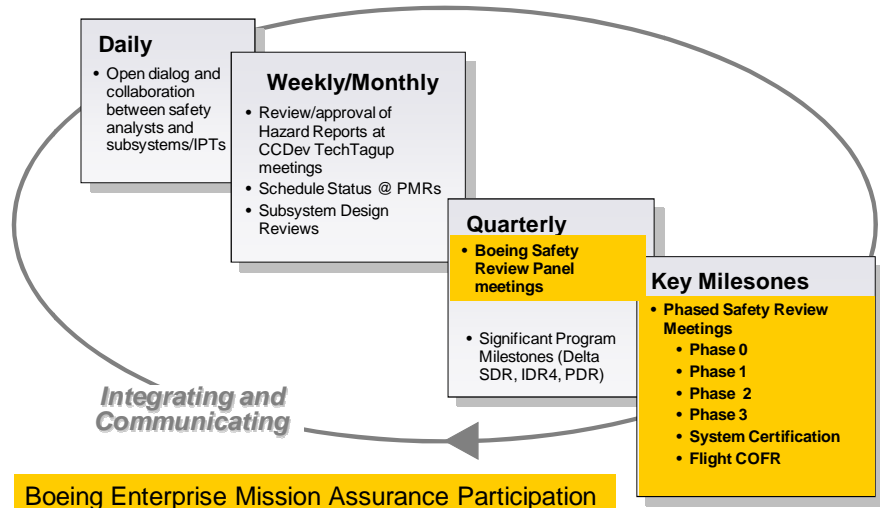 Daily
• Open dialog and
collaboration
between safety
analysts and
subsystems/IPTs
Weekly/Monthly
• Review/approval of
Hazard Reports at
CCDev TechTagup
meetings
• Schedule Status @ PMRs
• Subsystem Design
Reviews
Quarterly
• Boeing Safety
Review Panel
meetings
• Significant Program
Milestones (Delta
SDR, IDR4, PDR)
Key Milesones
• Phased Safety Review
Meetings
• Phase 0
• Phase 1
• Phase 2
• Phase 3
• System Certification
• Flight COFR
Integrating and
Communicating
Boeing Enterprise Mission Assurance Participation